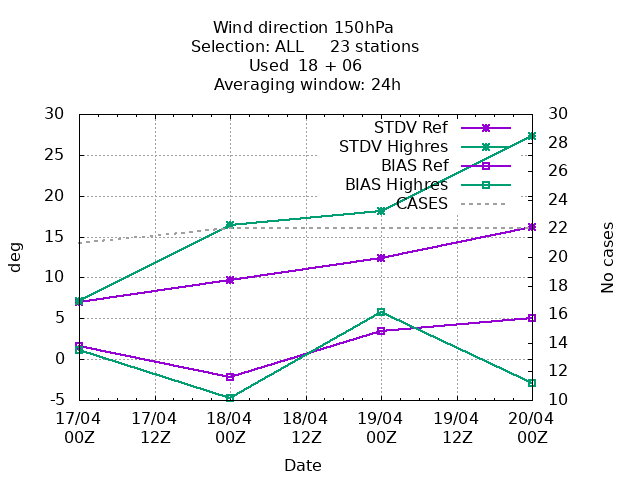 Wind direction 150hPa
Selection: ALL     23 stations
Used  18 + 06
Averaging window: 24h
STDV Ref
STDV Highres
BIAS Ref
BIAS Highres
CASES
30
25
20
15
10
5
0
-5
deg
30
28
26
24
22
20
18
16
14
12
10
No cases
17/04 17/04 18/04 18/04 19/04 19/04 20/04
00Z 12Z 00Z 12Z 00Z 12Z 00Z
Date